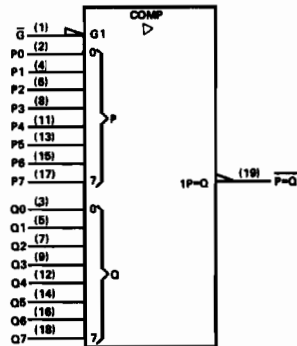 COMP
▷
G̅ (1) G1
P0 (2) 0
P1 (4)
P2 (6)
P3 (8)
P4 (11) P
P5 (13)
P6 (15)
P7 (17) 7
1P=Q (19) P=Q̅
Q0 (3) 0
Q1 (5)
Q2 (7)
Q3 (9)
Q4 (12) Q
Q5 (14)
Q6 (16)
Q7 (18) 7